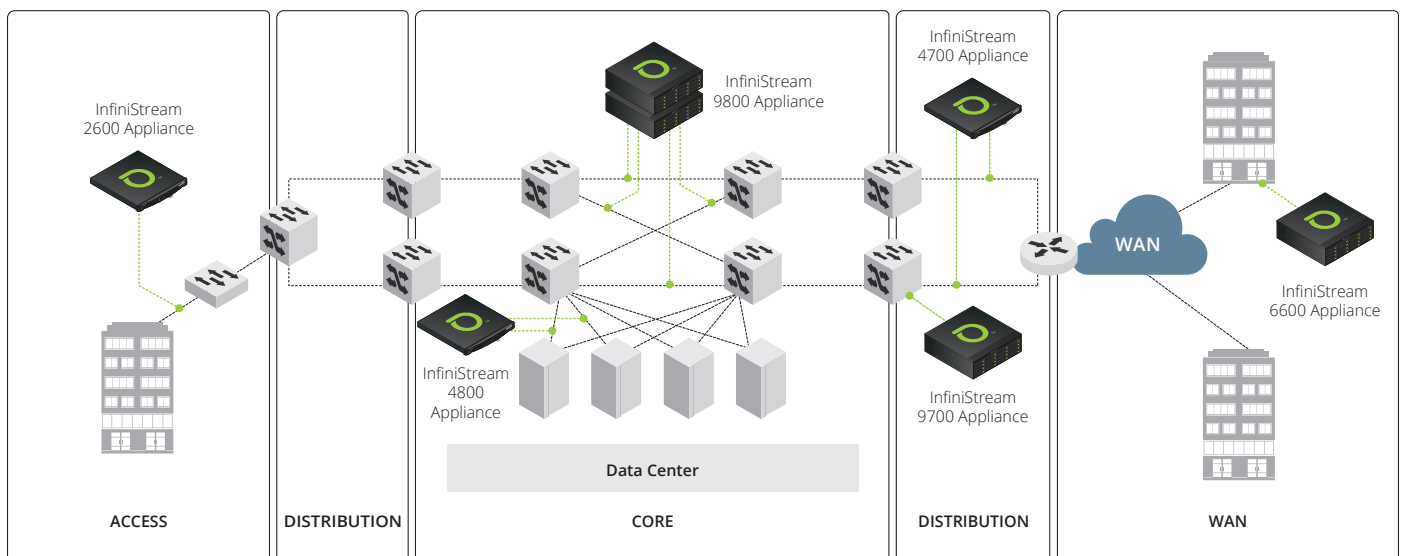 InfiniStream
2600 Appliance
InfiniStream
9800 Appliance
InfiniStream
4700 Appliance
WAN
InfiniStream
6600 Appliance
InfiniStream
4800
Appliance
InfiniStream
9700 Appliance
Data Center
ACCESS
DISTRIBUTION
CORE
DISTRIBUTION
WAN